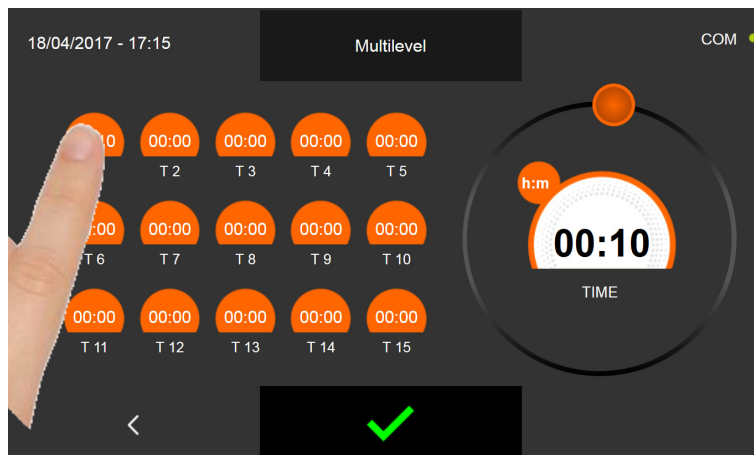 18/04/2017 - 17:15
Multilevel
COM
:10 00:00 00:00 00:00 00:00
T 2 T 3 T 4 T 5
:00 00:00 00:00 00:00 00:00
T 6 T 7 T 8 T 9 T 10
00:00 00:00 00:00 00:00 00:00
T 11 T 12 T 13 T 14 T 15
h:m
00:10
TIME